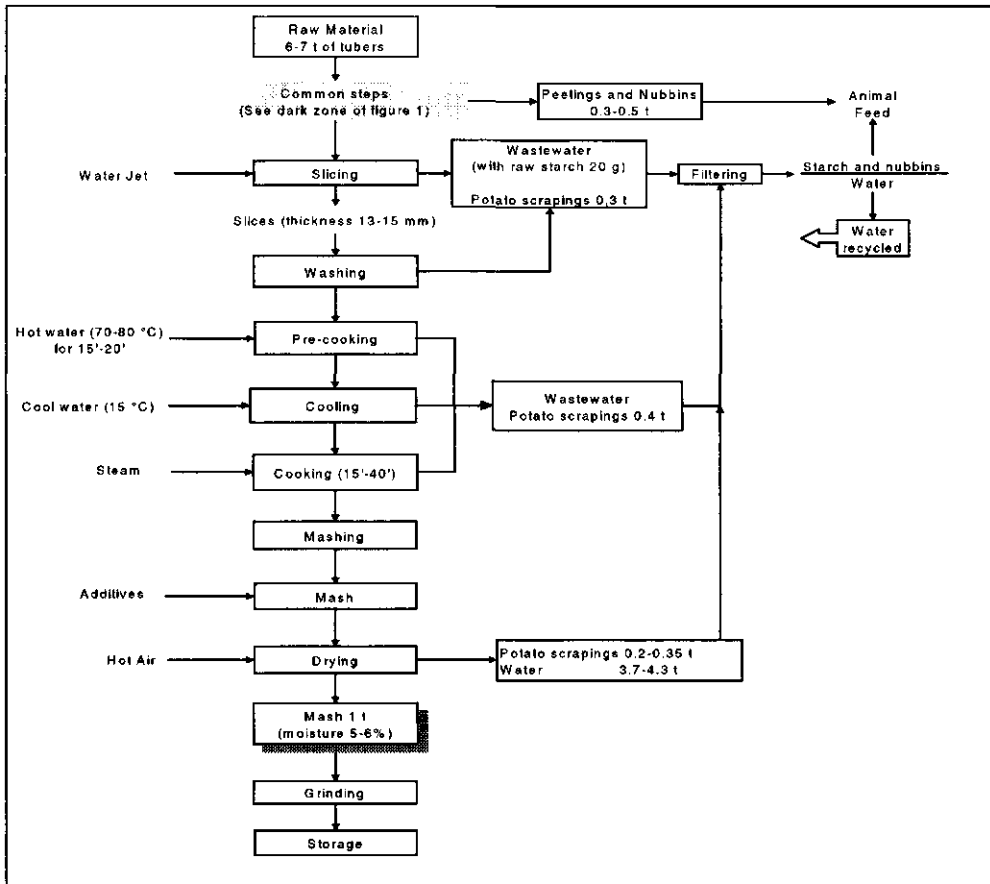 Raw Material
6-7 t of tubers
Common steps
(See dark zone of figure 1)
Peelings and Nubbins
0.3-0.5 t
Animal
Feed
Water Jet
Slicing
Wastewater
(with raw starch 20 g)
Potato scrapings 0,3 t
Filtering
Starch and nubbins
Water
Slices (thickness 13-15 mm)
Water
recycled
Washing
Hot water (70-80 °C)
for 15'-20'
Pre-cooking
Cool water (15 °C)
Cooling
Wastewater
Potato scrapings 0.4 t
Steam
Cooking (15'-40')
Mashing
Additives
Mash
Hot Air
Drying
Potato scrapings 0.2-0.35 t
Water 3.7-4.3 t
Mash 1 t
(moisture 5-6%)
Grinding
Storage